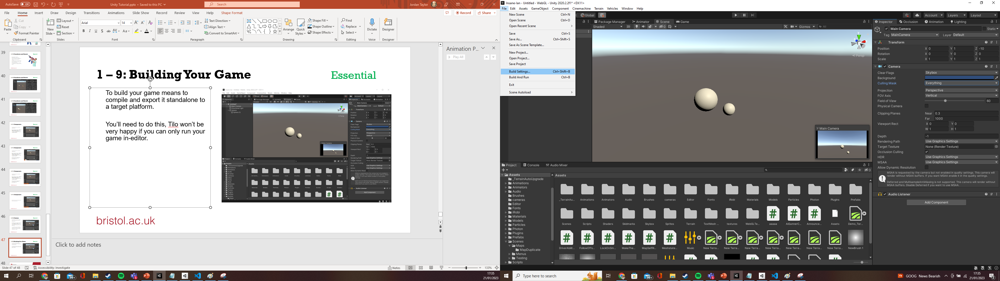 AutoSave Off
Unity Tutorial.pptx • Saved to this PC
Search
Jordan Taylor
File Home Insert Draw Design Transitions Animations Slide Show Record Review View Help Shape Format
Record Share
Paste
Cut
Copy
Format Painter
Clipboard
New Slide
Layout
Reset
Section
Slides
Arial 14
Font
Text Direction
Align Text
Convert to SmartArt
Paragraph
Arrange
Quick Styles
Shape Fill
Shape Outline
Shape Effects
Drawing
Find
Replace
Select
Editing
Dictate
Voice
Designer
Designer
39
40
41
42
43
44
45
46
47
48
1 – 9: Building Your Game
Essential
To build your game means to
compile and export it standalone to
a target platform.
You'll need to do this, Tilo won't be
very happy if you can only run your
game in-editor.
bristol.ac.uk
Click to add notes
Animation P...
Play All
Slide 47 of 48
Accessibility: Investigate
Notes
133%
17:35
21/01/2023
Insane-Ian - Untitled - WebGL - Unity 2020.2.2f1* <DX11>
File Edit Assets GameObject Component Cinemachine Terrain Vehicles Window Help
New Scene Ctrl+N
Open Scene Ctrl+O
Open Recent Scene
Save Ctrl+S
Save As... Ctrl+Shift+S
Save As Scene Template...
New Project...
Open Project...
Save Project
Build Settings... Ctrl+Shift+B
Build And Run Ctrl+B
Exit
Scene Autoload
Global
Account Layers Layout
Package Manager Animator Scene Game
Shaded 2D Gizmos All
Persp
Main Camera
Inspector Occlusion Animation Lighting
Main Camera Static
Tag MainCamera Layer Default
Transform
Position X 0 Y 1 Z -10
Rotation X 0 Y 0 Z 0
Scale X 1 Y 1 Z 1
Camera
Clear Flags Skybox
Background
Culling Mask Everything
Projection Perspective
FOV Axis Vertical
Field of View 60
Physical Camera
Clipping Planes Near 0.3
Far 1000
Viewport Rect X 0 Y 0
W 1 H 1
Depth -1
Rendering Path Use Graphics Settings
Target Texture None (Render Texture)
Occlusion Culling
HDR Use Graphics Settings
MSAA Use Graphics Settings
Allow Dynamic Resolution
MSAA is requested by the camera but not enabled in quality settings. This camera will
render without MSAA buffers. If you want MSAA enable it in the quality settings.
Deferred and MultisampleAntiAliasing is not supported. This camera will render without
MSAA buffers. Disable Deferred if you want to use MSAA.
Audio Listener
Add Component
Project Console Audio Mixer
Assets
_TerrainAutoUpgrade
Animations
Animators
Audio
Brushes
cameras
Editor
Fonts
iRobi
Materials
Models
Particles
Photon
Plugins
Prefabs
Scenes
Maps
MapDuplicate
Menus
Testing
Scripts
Assets
_TerrainAu... Animations Animators Audio Brushes cameras Editor Fonts iRobi Materials Models Particles Photon Plugins Prefabs
Scenes Scripts Shaders Skidmarks Skybox Sprites Terrain TextMesh ... textures WebGLTe... aaaaa AiGunnerC... Announce... Assets Demo_Ter...
DriverAbilit... FollowOffs... LockOnSm... MakeThe... MapSelfRi... Meshstate... Music New Terra... New Terra... New Terra... New Terra... New Terra... New Terra... New Terra... NewBrush 1
Type here to search
GOOG News Bearish
17:35
21/01/2023